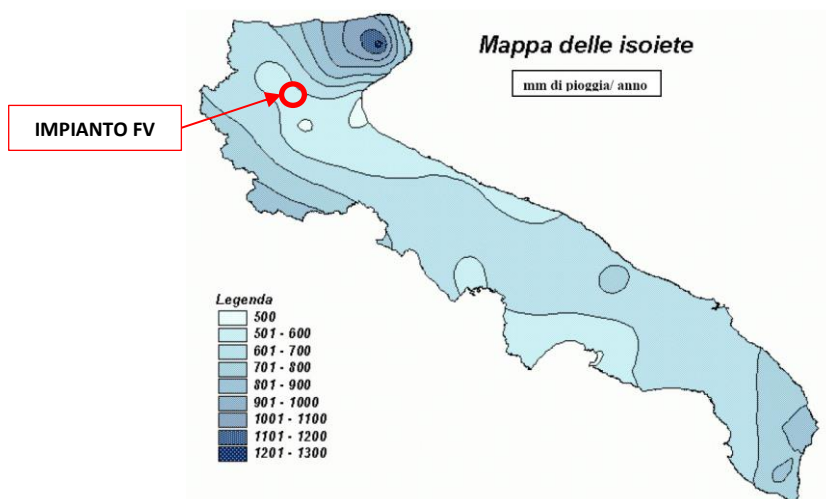 Mappa delle isoiete
mm di pioggia/ anno
IMPIANTO FV
Legenda
500
501 - 600
601 - 700
701 - 800
801 - 900
901 - 1000
1001 - 1100
1101 - 1200
1201 - 1300